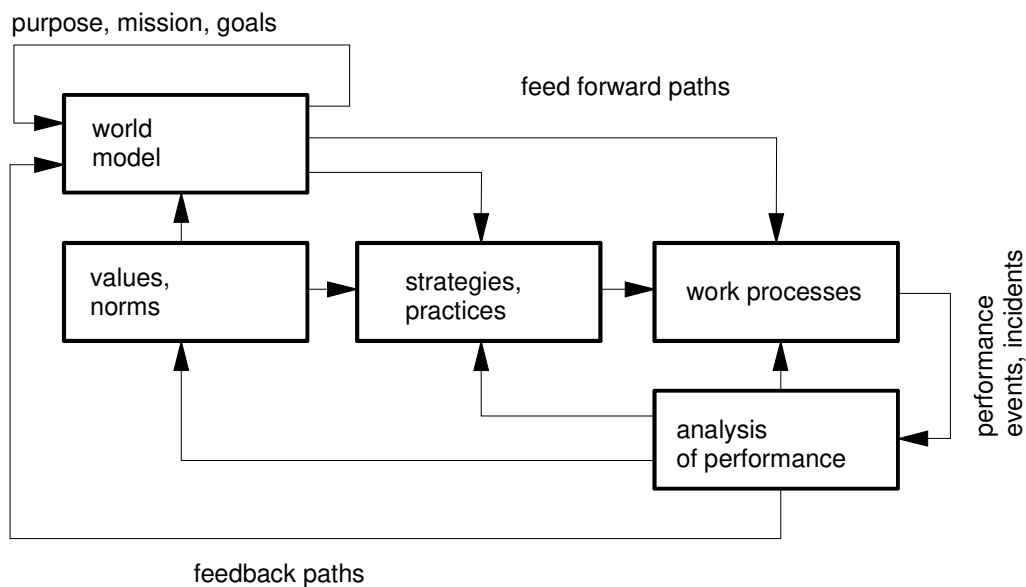 purpose, mission, goals
feed forward paths
world
model
values,
norms
strategies,
practices
work processes
performance
events, incidents
analysis
of performance
feedback paths